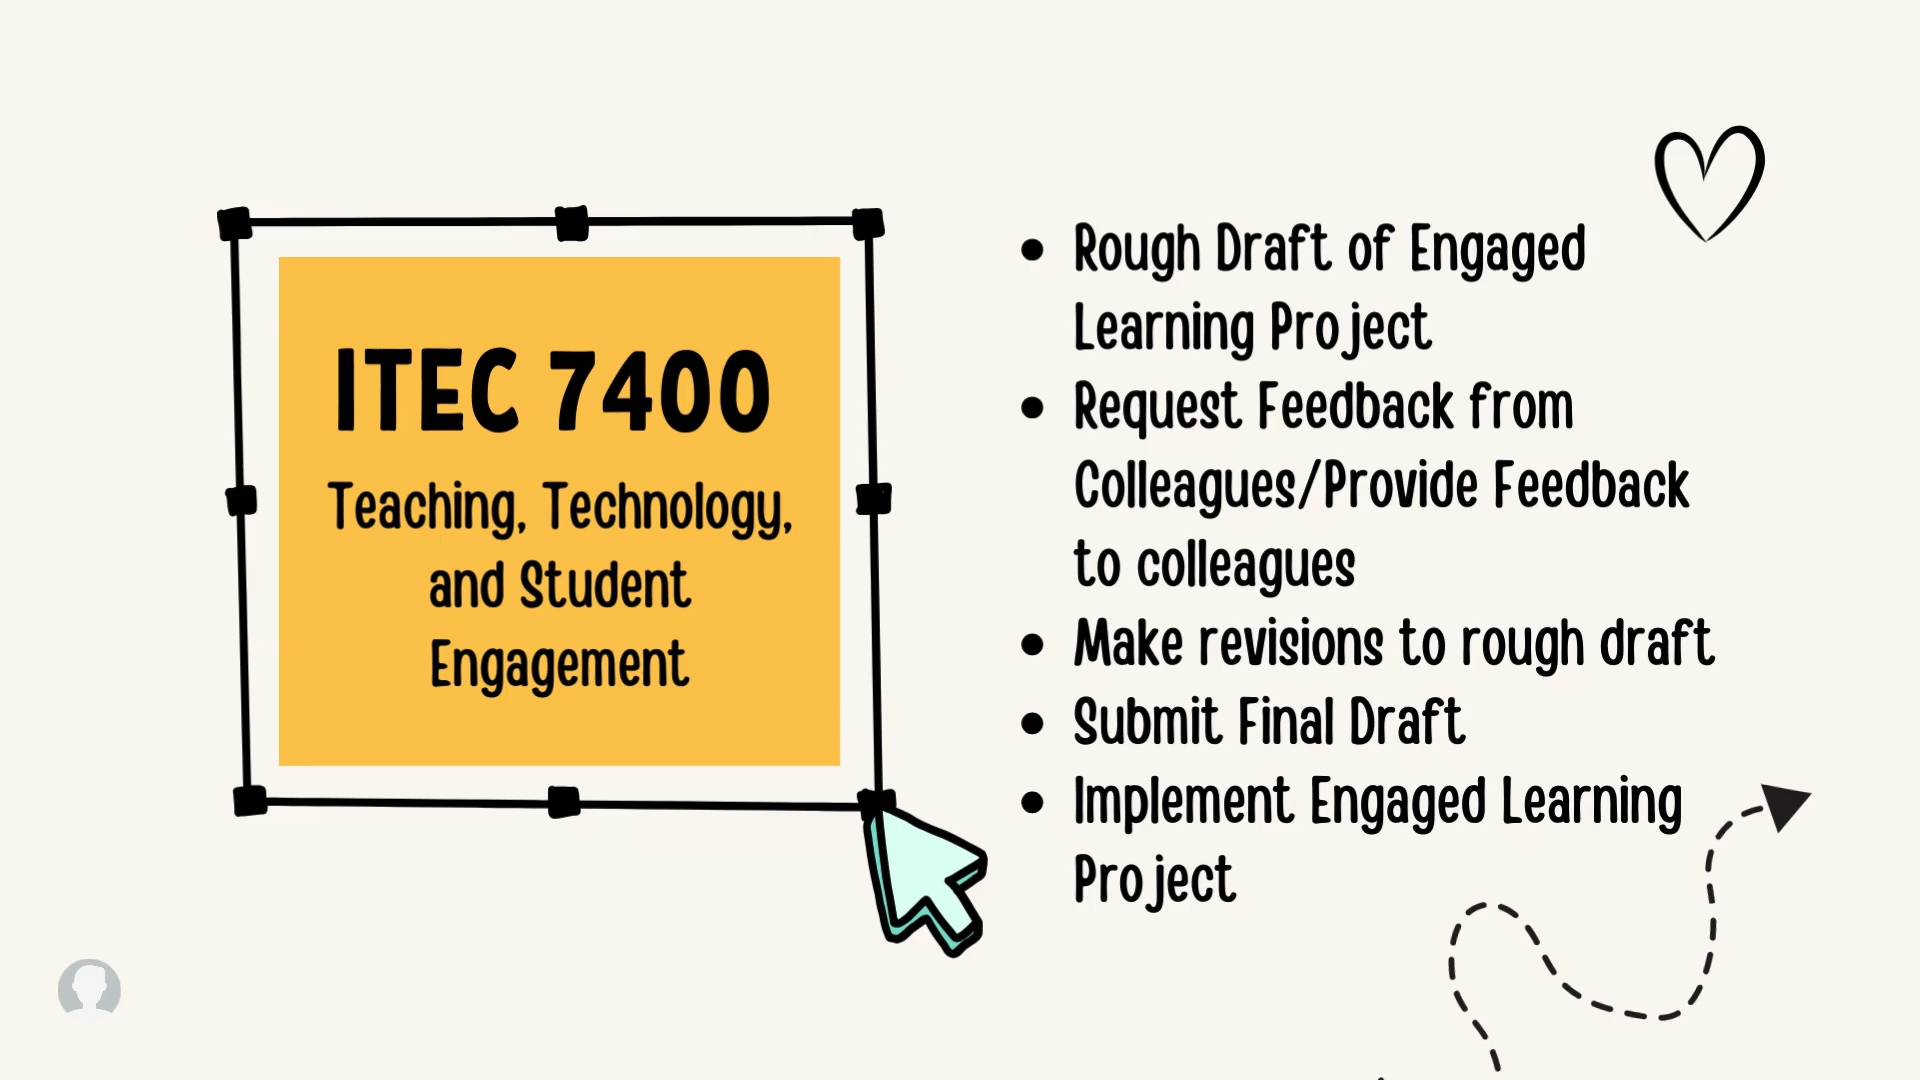 ITEC 7400
Teaching, Technology,
and Student
Engagement
• Rough Draft of Engaged
Learning Project
• Request Feedback from
Colleagues/Provide Feedback
to colleagues
• Make revisions to rough draft
• Submit Final Draft
• Implement Engaged Learning
Project